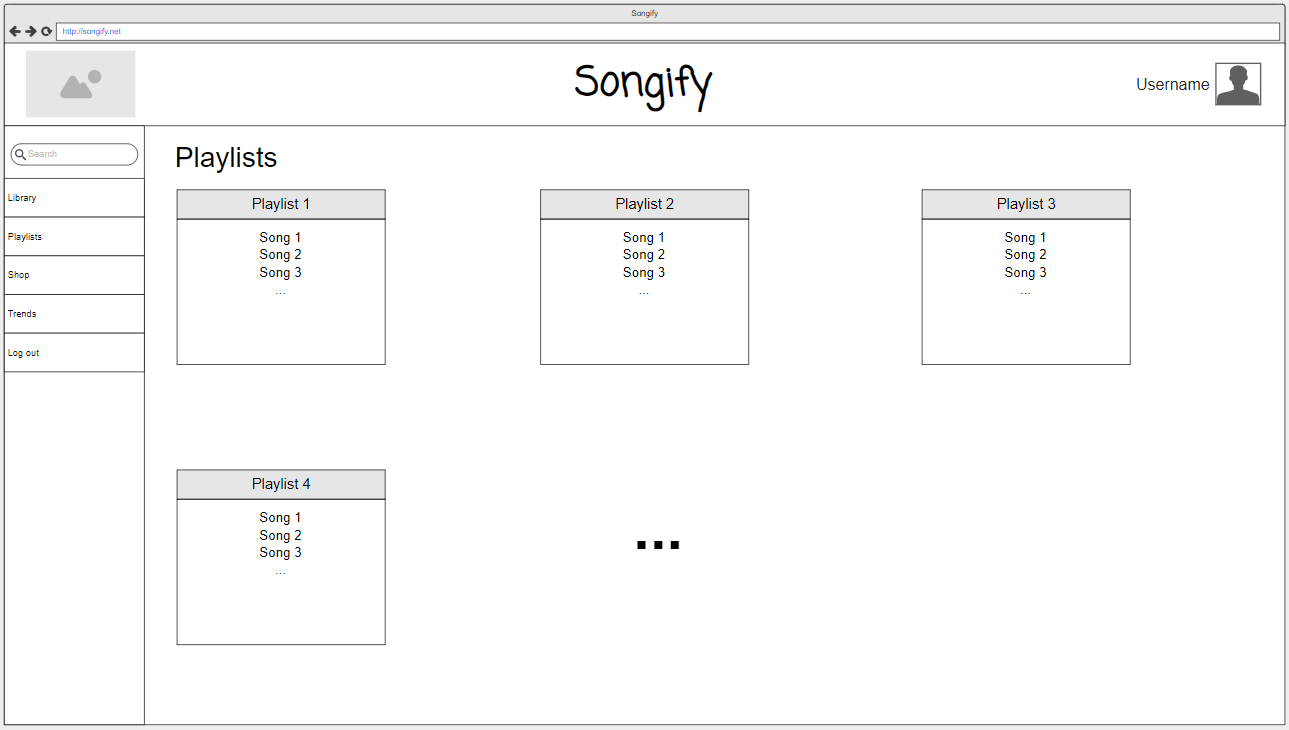 Songify
http://songify.net
Songify
Username
Search
Library
Playlists
Shop
Trends
Log out
Playlists
Playlist 1
Song 1
Song 2
Song 3
...
Playlist 2
Song 1
Song 2
Song 3
...
Playlist 3
Song 1
Song 2
Song 3
...
Playlist 4
Song 1
Song 2
Song 3
...
...